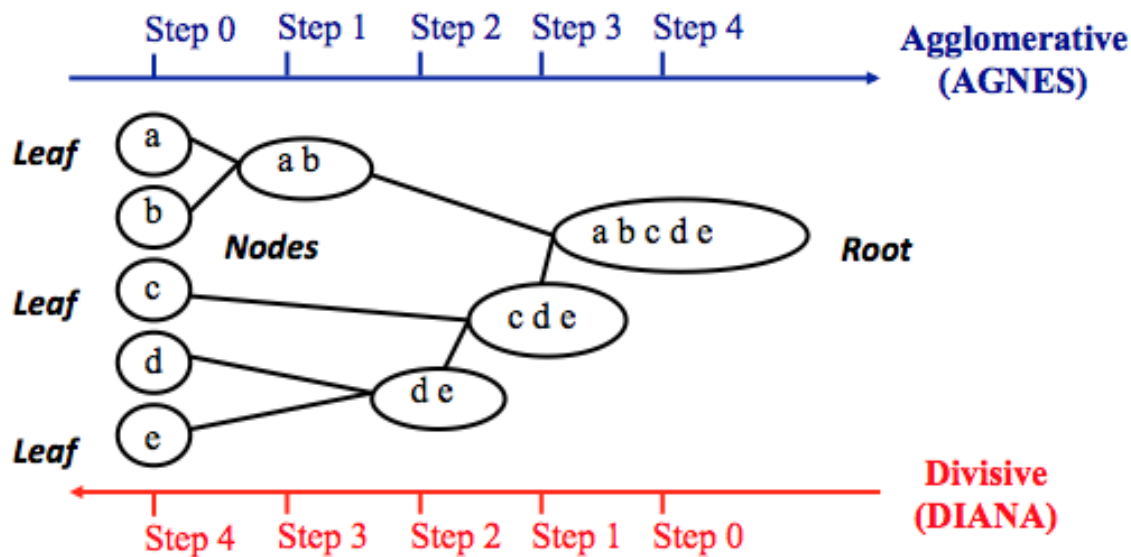 Step 0 Step 1 Step 2 Step 3 Step 4
Agglomerative
(AGNES)
Leaf
a
a b
b
a b c d e
Nodes
Root
Leaf
c
c d e
d
d e
e
Leaf
Divisive
(DIANA)
Step 4 Step 3 Step 2 Step 1 Step 0